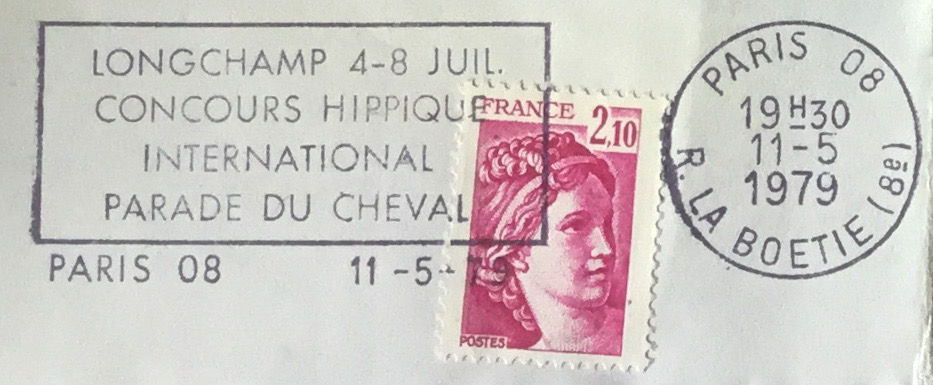 LONGCHAMP 4-8 JUIL.
CONCOURS HIPPIQUE
INTERNATIONAL
PARADE DU CHEVAL
PARIS 08 11-5-79
FRANCE
2,10
POSTES
PARIS 08
19H30
11-5
1979
R. LA BOETIE (8e)